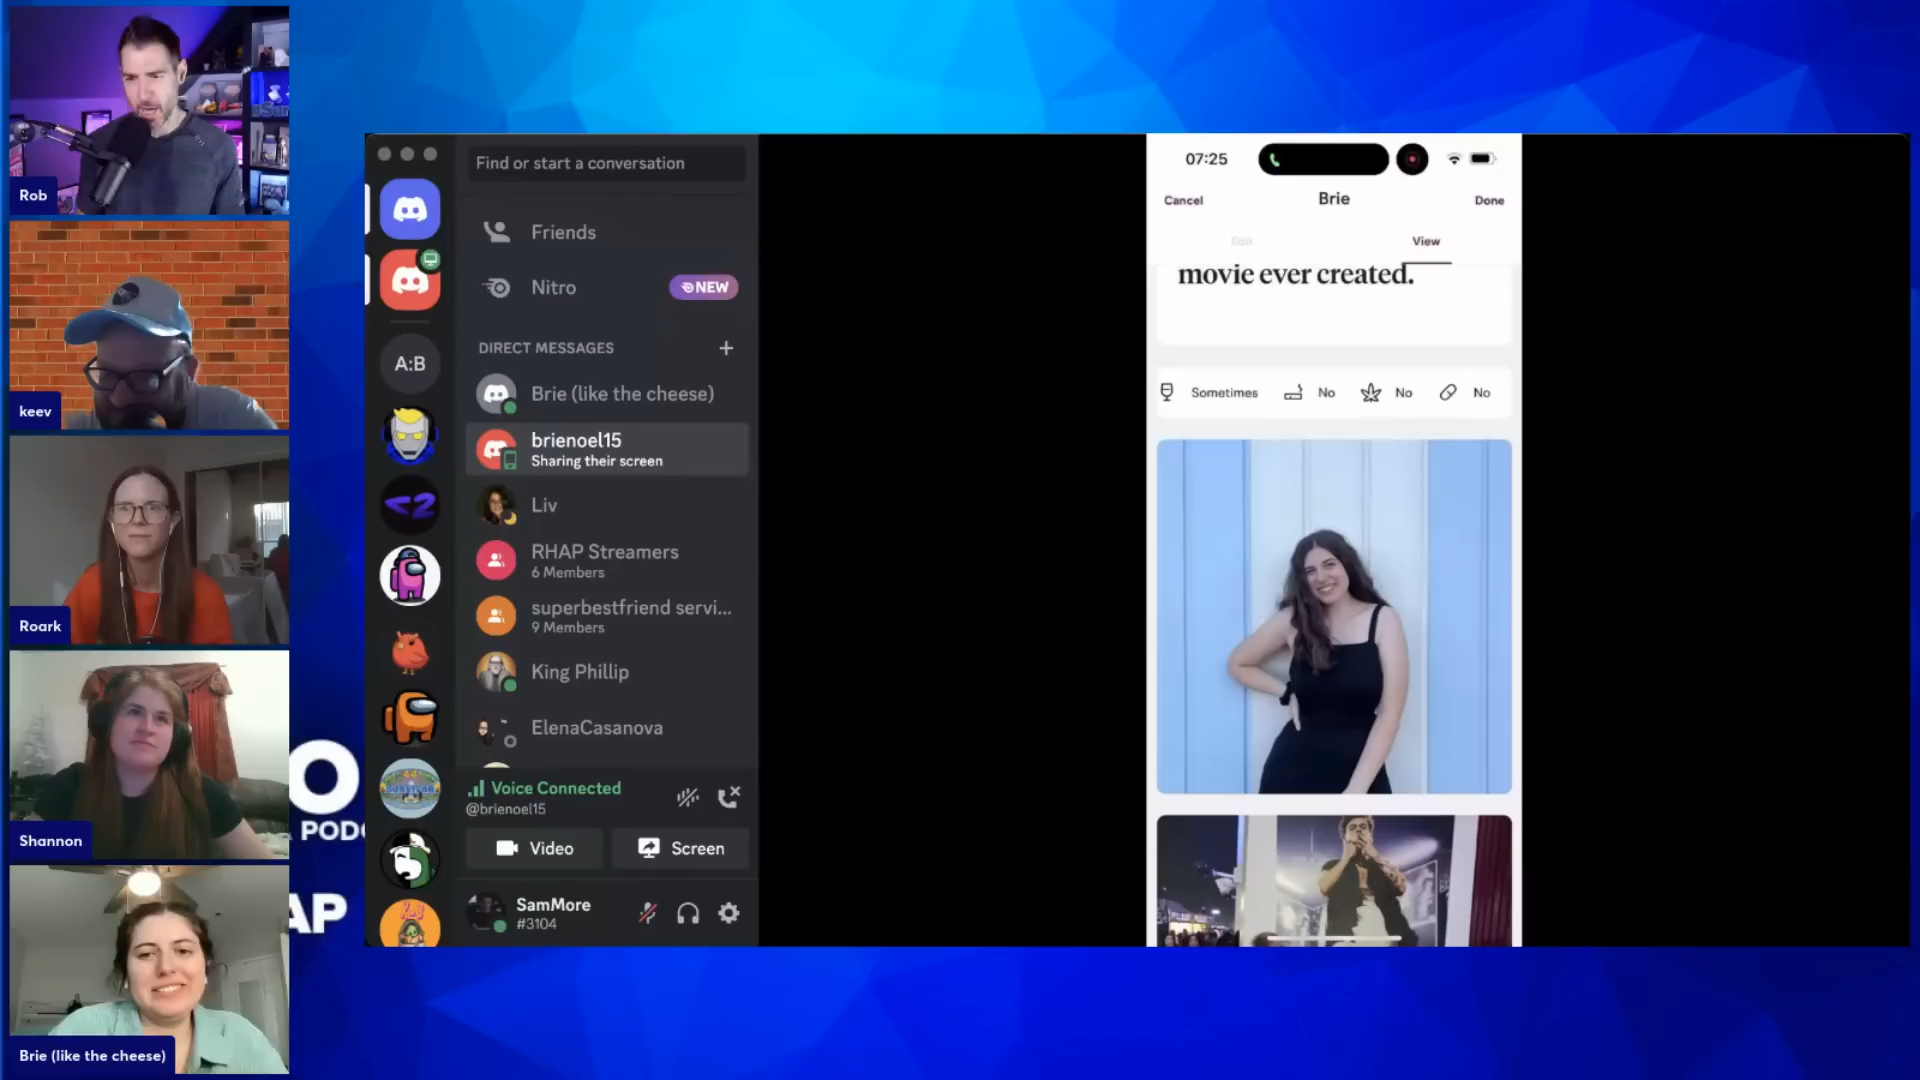 Rob
keev
Roark
Shannon
Brie (like the cheese)
O
PODC
AP
Find or start a conversation
Friends
Nitro
NEW
DIRECT MESSAGES
+
A:B
Brie (like the cheese)
brienoel15
Sharing their screen
Liv
RHAP Streamers
6 Members
superbestfriend servi...
9 Members
King Phillip
ElenaCasanova
Voice Connected
@brienoel15
Video
Screen
SamMore
#3104
<2
07:25
Cancel
Brie
Done
Edit
View
movie ever created.
Sometimes
No
No
No